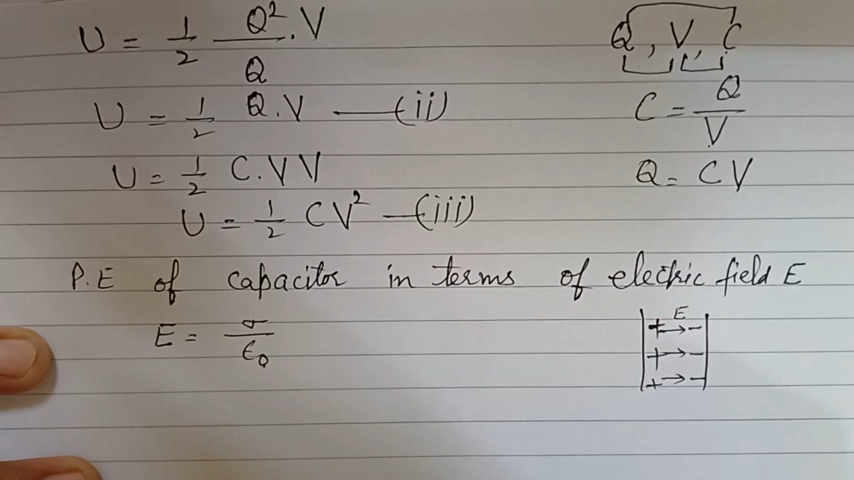 U = 1/2 Q²/Q . V
U = 1/2 Q.V —(ii)
U = 1/2 C.VV
U = 1/2 CV² —(iii)
Q, V, C
C = Q/V
Q = CV
P.E of capacitor in terms of electric field E
E = σ/ε₀
E
+ → -
+ → -
+ → -